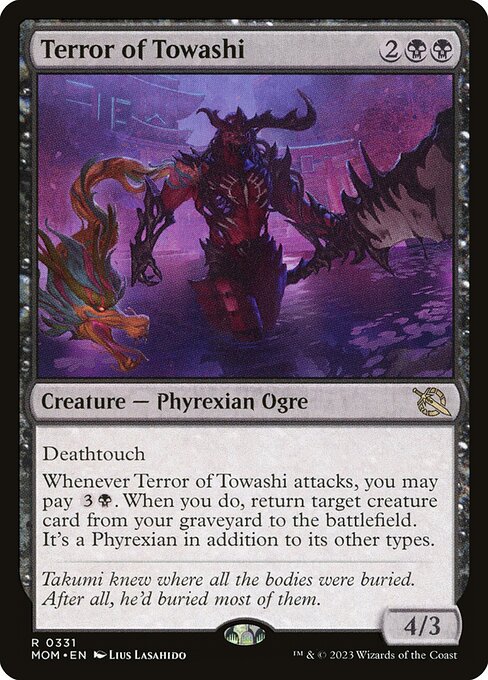 Terror of Towashi 2
Creature — Phyrexian Ogre
Deathtouch
Whenever Terror of Towashi attacks, you may
pay 3. When you do, return target creature
card from your graveyard to the battlefield.
It's a Phyrexian in addition to its other types.
Takumi knew where all the bodies were buried.
After all, he'd buried most of them.
4/3
R 0331
MOM • EN Lius Lasahido
™ & © 2023 Wizards of the Coast